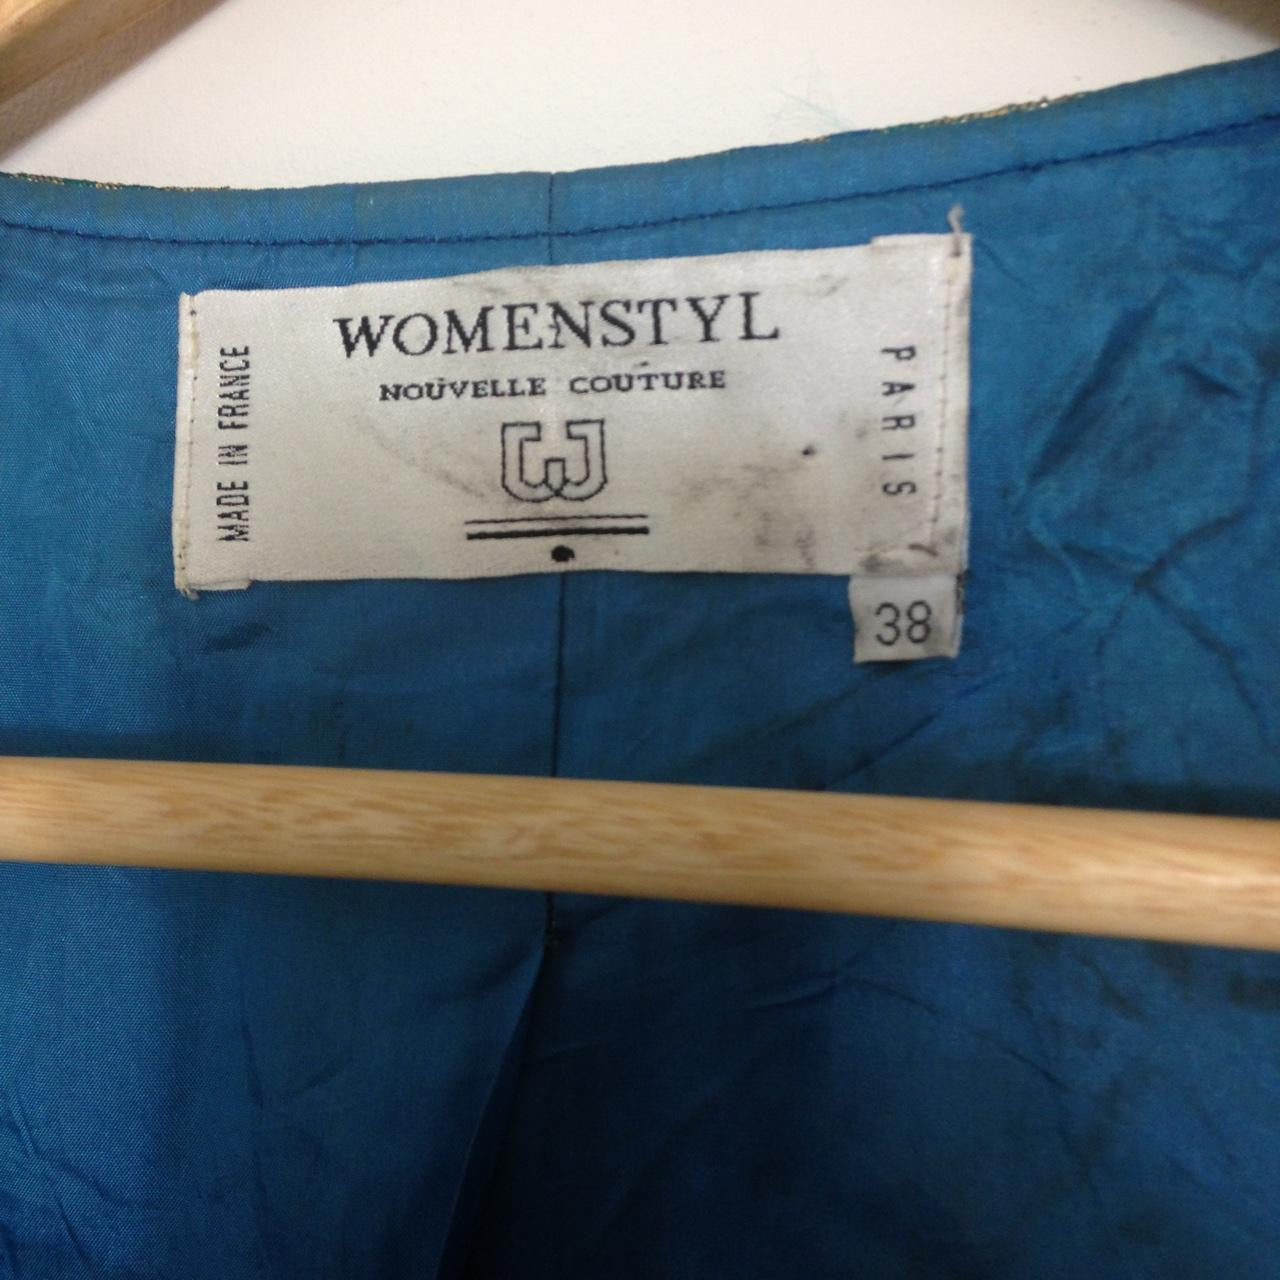 WOMENSTYL
NOUVELLE COUTURE
W
MADE IN FRANCE
PARIS
38